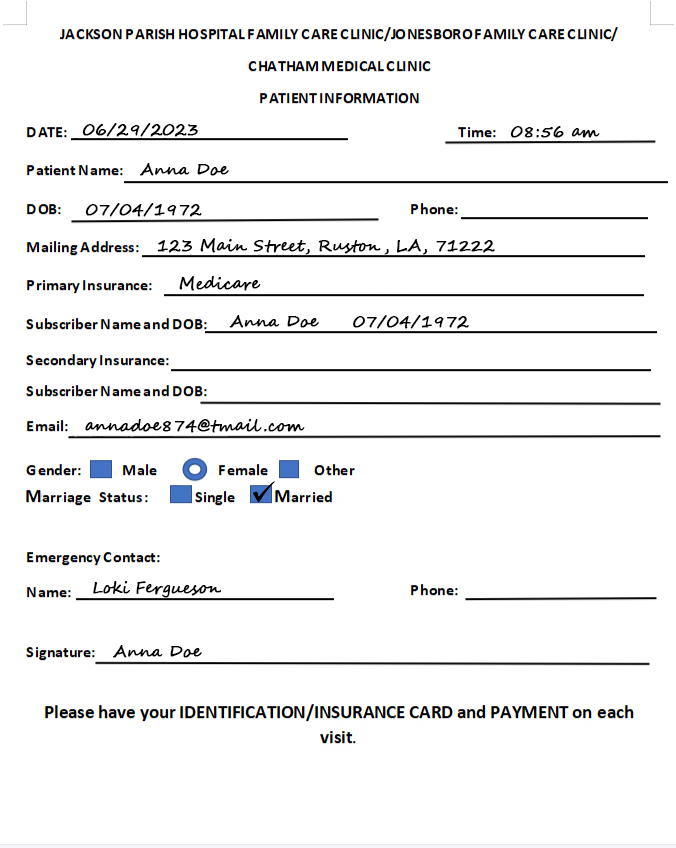 JACKSON PARISH HOSPITAL FAMILY CARE CLINIC/JONESBORO FAMILY CARE CLINIC/
CHATHAM MEDICAL CLINIC
PATIENT INFORMATION
DATE: 06/29/2023 Time: 08:56 am
Patient Name: Anna Doe
DOB: 07/04/1972 Phone:
Mailing Address: 123 Main Street, Ruston, LA, 71222
Primary Insurance: Medicare
Subscriber Name and DOB: Anna Doe 07/04/1972
Secondary Insurance:
Subscriber Name and DOB:
Email: annadoe874@tmail.com
Gender: Male Female Other
Marriage Status: Single Married
Emergency Contact:
Name: Loki Fergueson Phone:
Signature: Anna Doe
Please have your IDENTIFICATION/INSURANCE CARD and PAYMENT on each
visit.